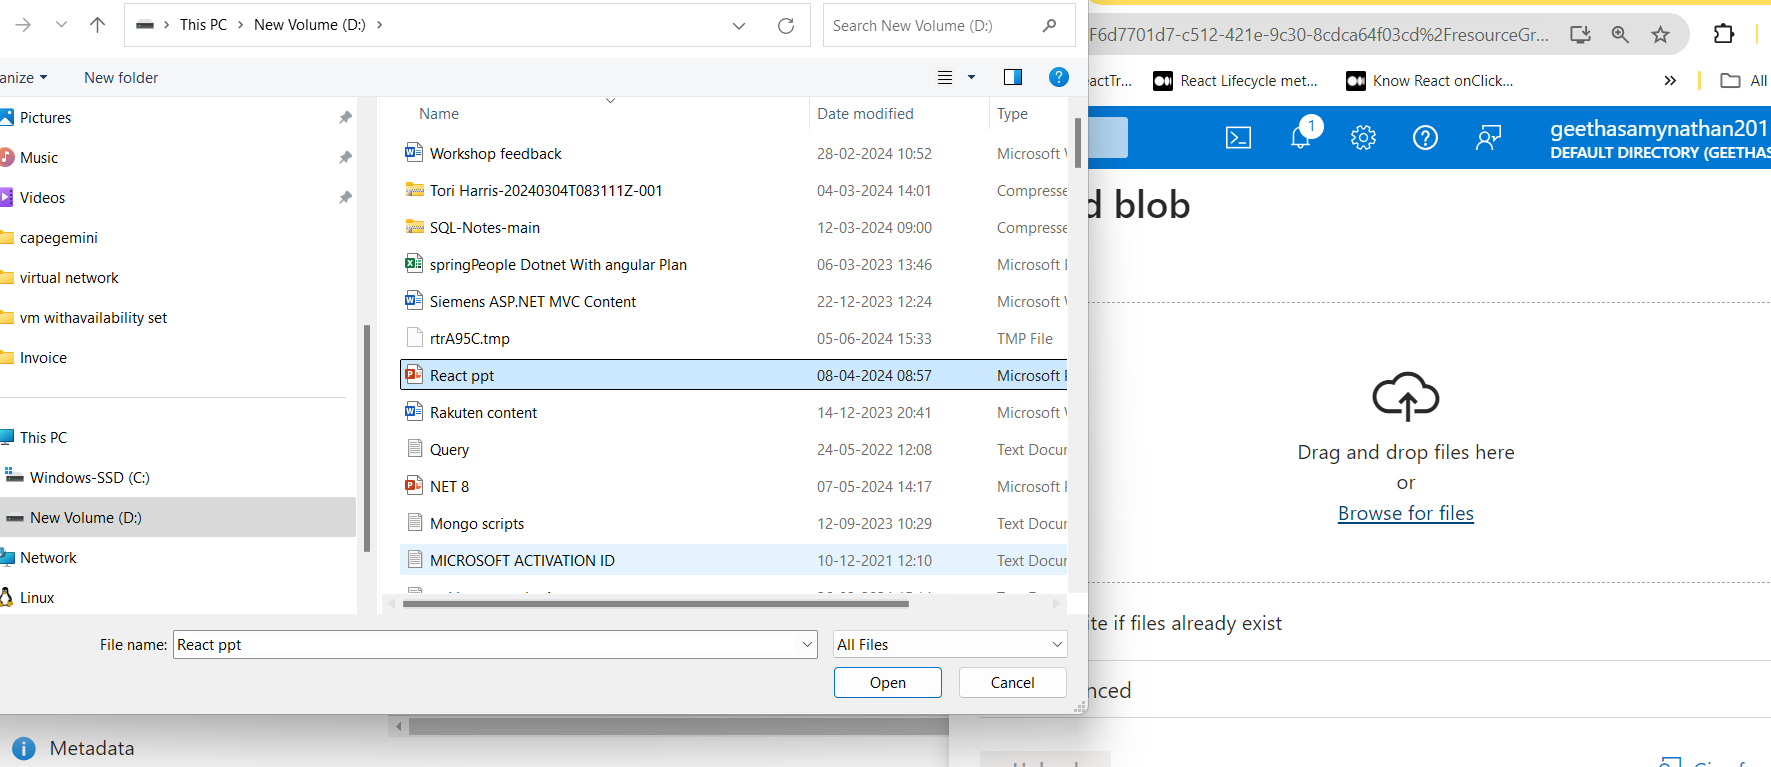 This PC > New Volume (D:) >
Search New Volume (D:)
F6d7701d7-c512-421e-9c30-8cdca64f03cd%2FresourceGr...
anize
New folder
actTr...
React Lifecycle met...
Know React onClick...
»
All
Pictures
Music
Videos
capegemini
virtual network
vm withavailability set
Invoice
This PC
Windows-SSD (C:)
New Volume (D:)
Network
Linux
Name Date modified Type
Workshop feedback 28-02-2024 10:52 Microsoft W
Tori Harris-20240304T083111Z-001 04-03-2024 14:01 Compresse
SQL-Notes-main 12-03-2024 09:00 Compresse
springPeople Dotnet With angular Plan 06-03-2023 13:46 Microsoft E
Siemens ASP.NET MVC Content 22-12-2023 12:24 Microsoft W
rtrA95C.tmp 05-06-2024 15:33 TMP File
React ppt 08-04-2024 08:57 Microsoft P
Rakuten content 14-12-2023 20:41 Microsoft W
Query 24-05-2022 12:08 Text Docur
NET 8 07-05-2024 14:17 Microsoft P
Mongo scripts 12-09-2023 10:29 Text Docur
MICROSOFT ACTIVATION ID 10-12-2021 12:10 Text Docur
File name: React ppt
All Files
Open
Cancel
Metadata
1
geethasamynathan201
DEFAULT DIRECTORY (GEETHAS
d blob
Drag and drop files here
or
Browse for files
ite if files already exist
nced